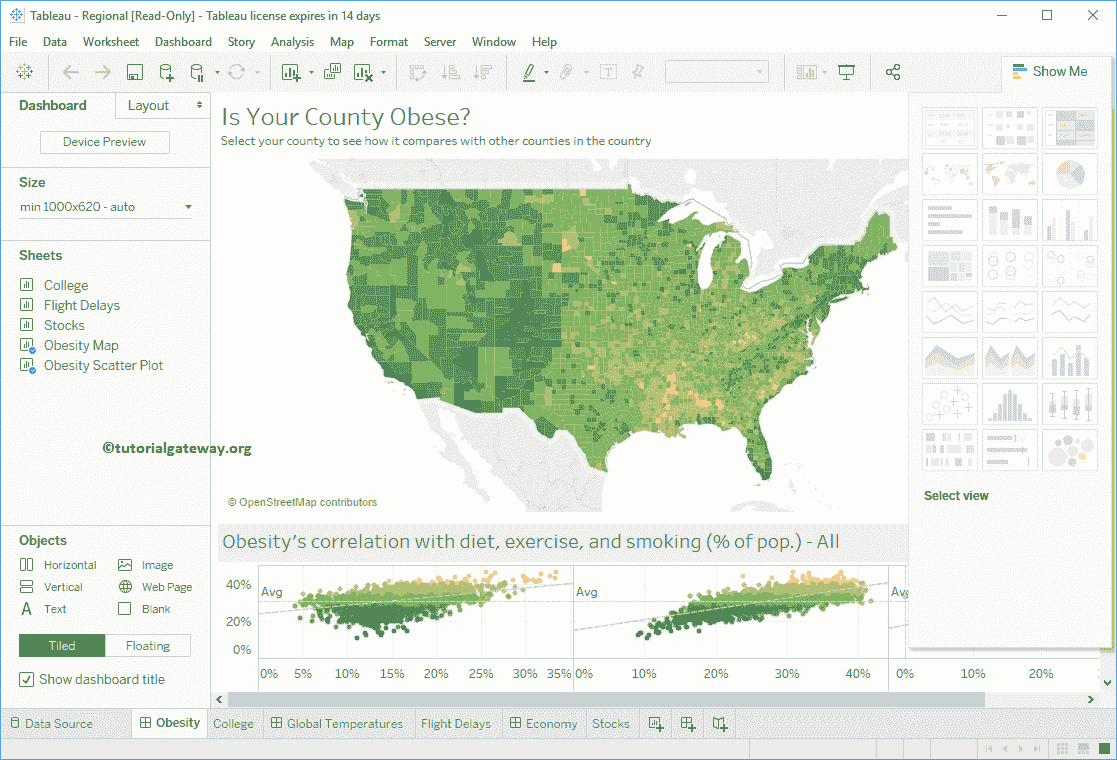 Tableau - Regional [Read-Only] - Tableau license expires in 14 days
File Data Worksheet Dashboard Story Analysis Map Format Server Window Help
Show Me
Dashboard Layout
Device Preview
Size
min 1000x620 - auto
Sheets
College
Flight Delays
Stocks
Obesity Map
Obesity Scatter Plot
©tutorialgateway.org
Objects
Horizontal Image
Vertical Web Page
A Text Blank
Tiled Floating
Show dashboard title
Is Your County Obese?
Select your county to see how it compares with other counties in the country
© OpenStreetMap contributors
Select view
Obesity's correlation with diet, exercise, and smoking (% of pop.) - All
40%
20%
0%
Avg Avg Avg
0% 5% 10% 15% 20% 25% 30% 35% 0% 10% 20% 30% 40% 0% 10% 20%
Data Source Obesity College Global Temperatures Flight Delays Economy Stocks